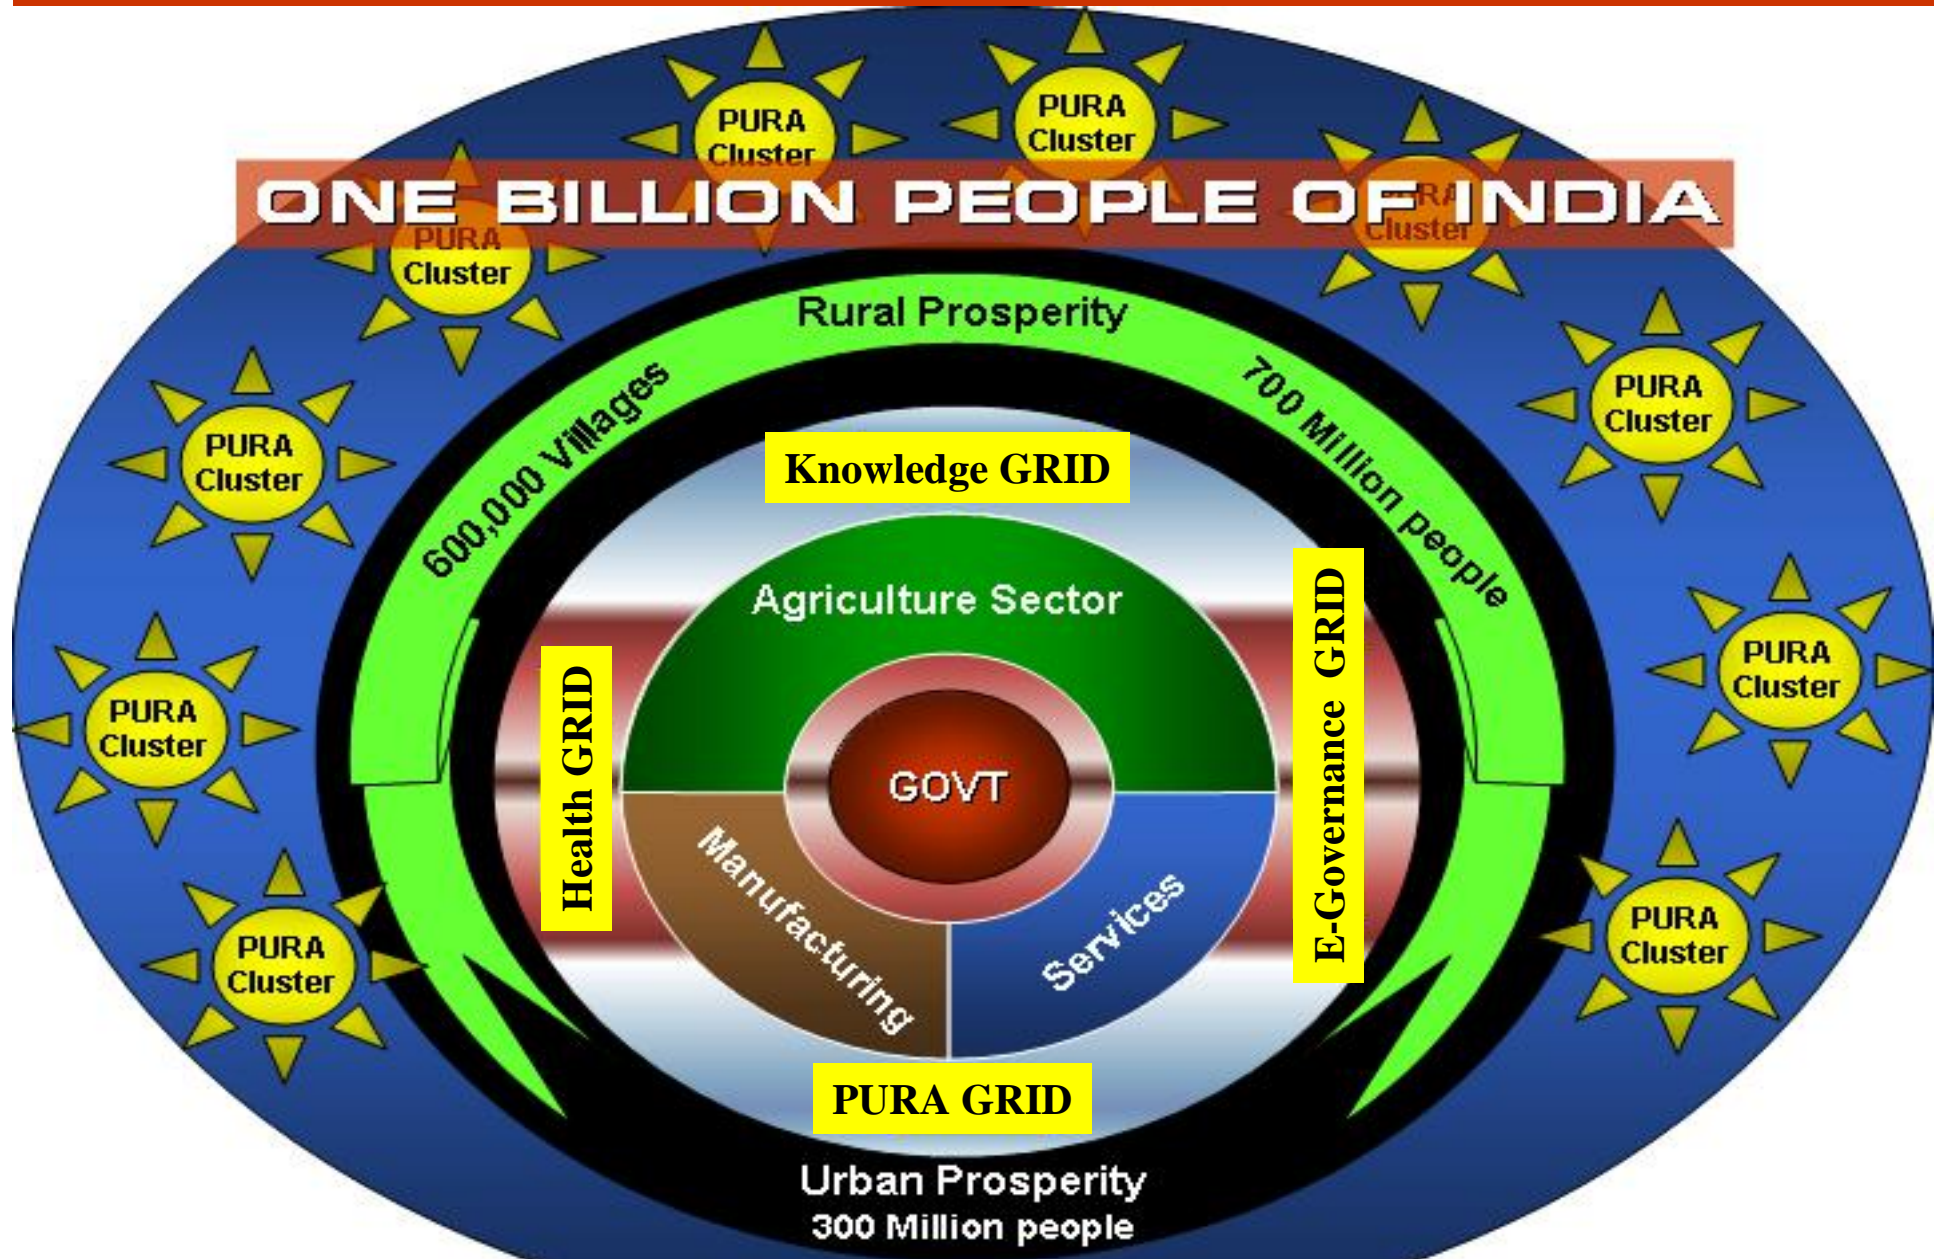 PURA
Cluster
PURA
Cluster
ONE BILLION PEOPLE OF INDIA
PURA
Cluster
PURA
Cluster
Rural Prosperity
600,000 Villages
700 Million people
PURA
Cluster
PURA
Cluster
Knowledge GRID
Agriculture Sector
Health GRID
E-Governance GRID
GOVT
Manufacturing
Services
PURA
Cluster
PURA
Cluster
PURA
Cluster
PURA
Cluster
PURA GRID
Urban Prosperity
300 Million people